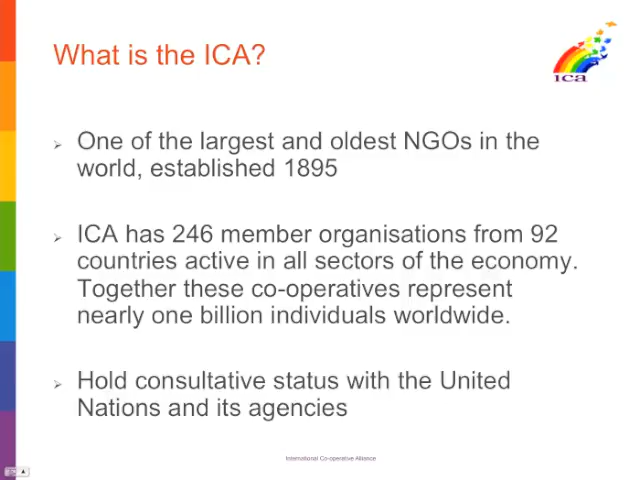 What is the ICA?
ica
One of the largest and oldest NGOs in the
world, established 1895
ICA has 246 member organisations from 92
countries active in all sectors of the economy.
Together these co-operatives represent
nearly one billion individuals worldwide.
Hold consultative status with the United
Nations and its agencies
International Co-operative Alliance